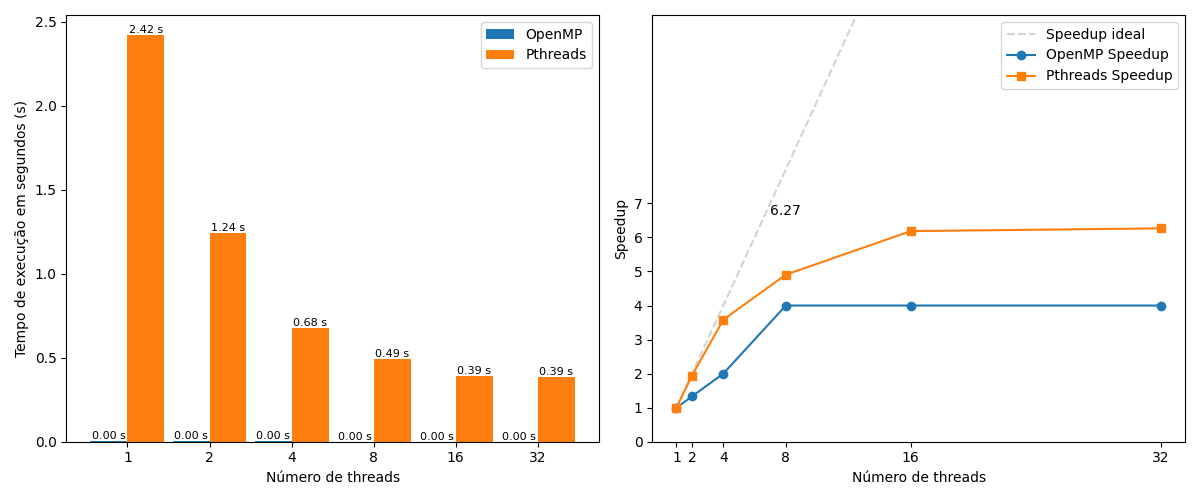 OpenMP
Pthreads
2.5
2.0
1.5
1.0
0.5
0.0
Tempo de execução em segundos (s)
2.42 s
1.24 s
0.68 s
0.49 s
0.39 s
0.39 s
0.00 s
0.00 s
0.00 s
0.00 s
0.00 s
0.00 s
1 2 4 8 16 32
Número de threads
Speedup ideal
OpenMP Speedup
Pthreads Speedup
7
6
5
4
3
2
1
0
Speedup
6.27
1 2 4 8 16 32
Número de threads